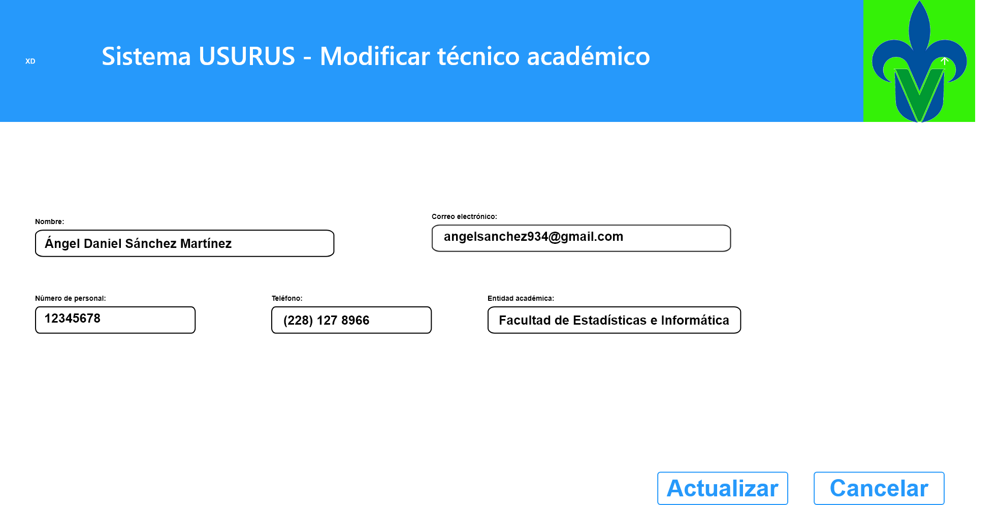 XD
Sistema USURUS - Modificar técnico académico
Nombre:
Ángel Daniel Sánchez Martínez
Correo electrónico:
angelsanchez934@gmail.com
Número de personal:
12345678
Teléfono:
(228) 127 8966
Entidad académica:
Facultad de Estadísticas e Informática
Actualizar
Cancelar